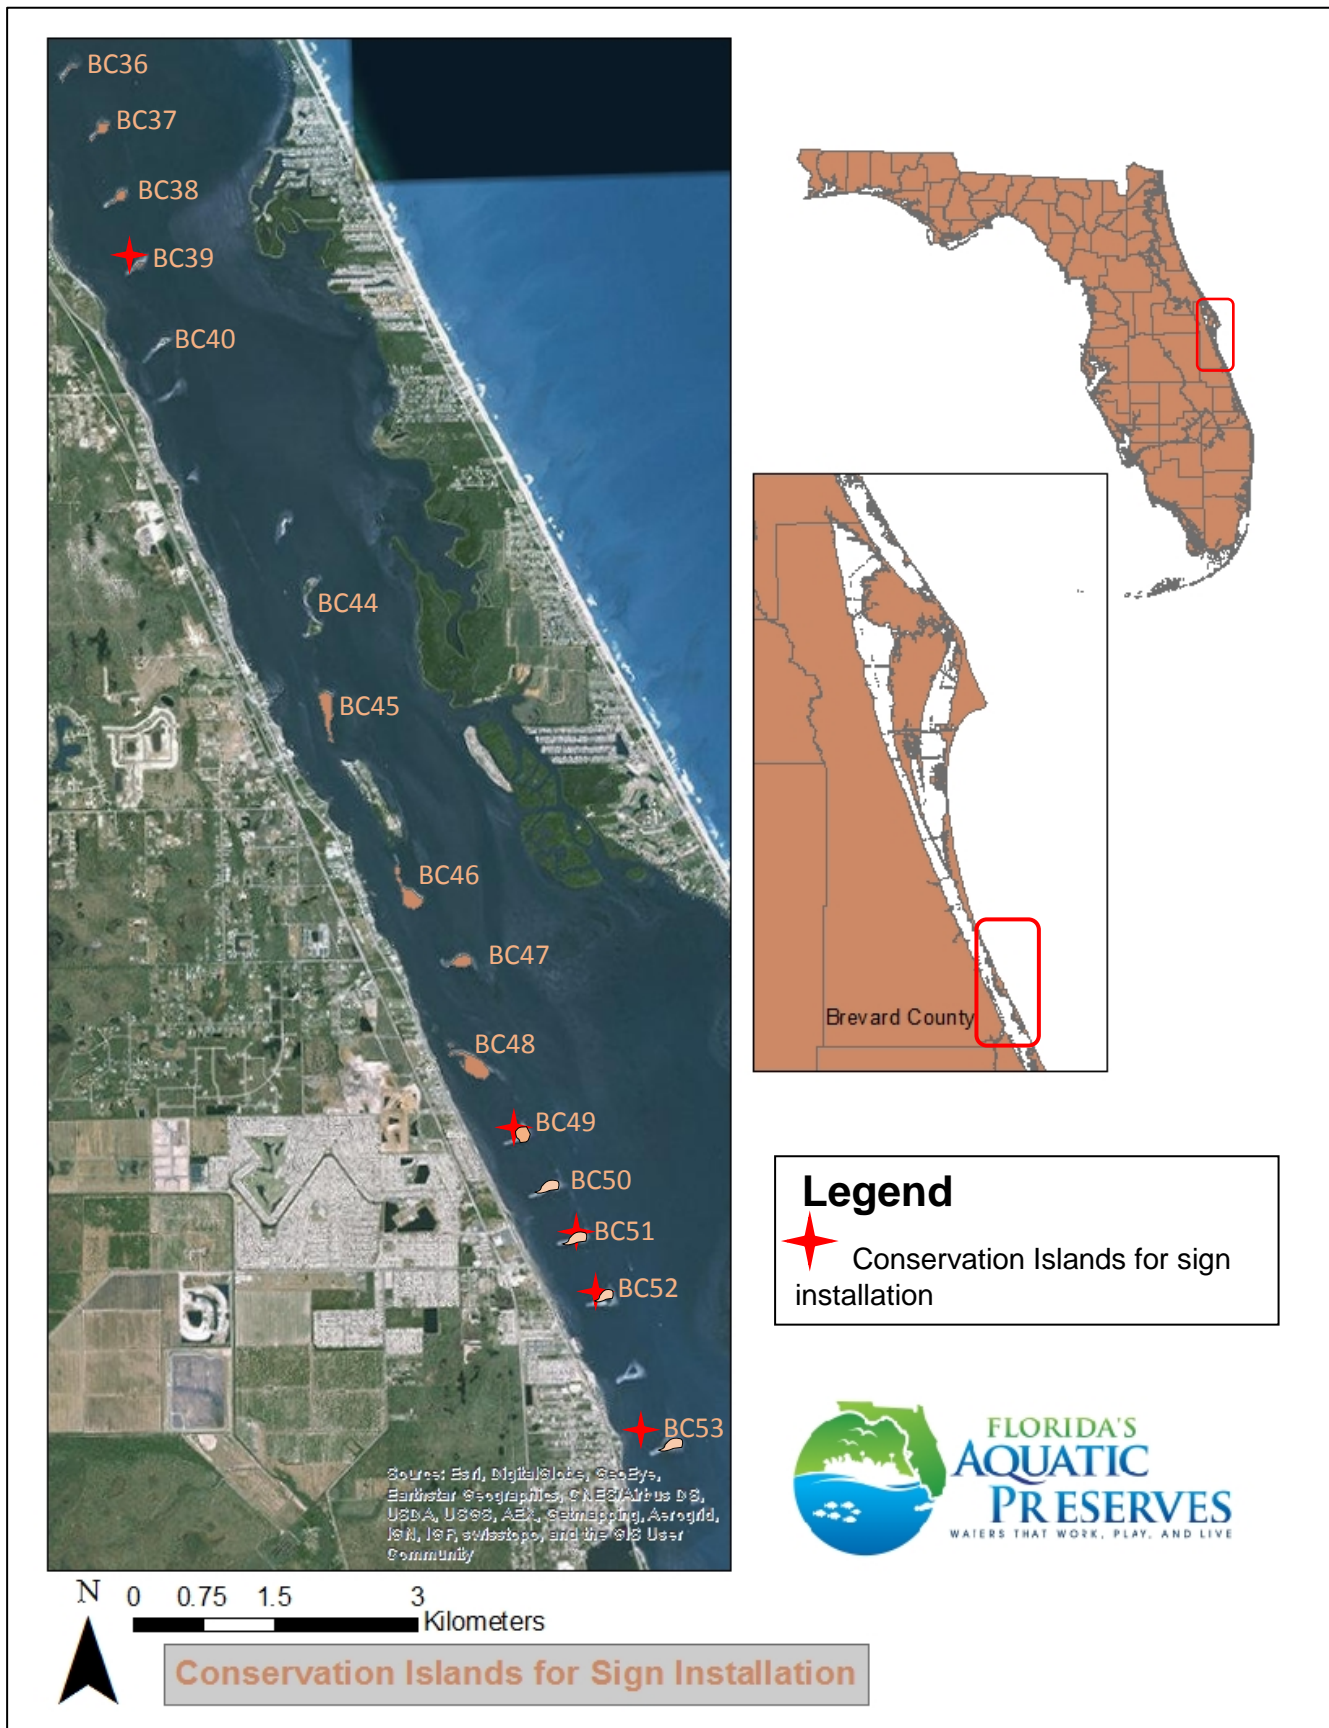 BC36
BC37
BC38
BC39
BC40
BC44
BC45
BC46
BC47
BC48
BC49
BC50
BC51
BC52
BC53
Source: Esri, DigitalGlobe, GeoEye,
Earthstar Geographics, CNES/Airbus DS,
USDA, USGS, AEX, Getmapping, Aerogrid,
IGN, IGP, swisstopo, and the GIS User
Community
Brevard County
Legend
Conservation Islands for sign
installation
FLORIDA'S
AQUATIC
PRESERVES
WATERS THAT WORK, PLAY, AND LIVE
N 0 0.75 1.5 3
Kilometers
Conservation Islands for Sign Installation